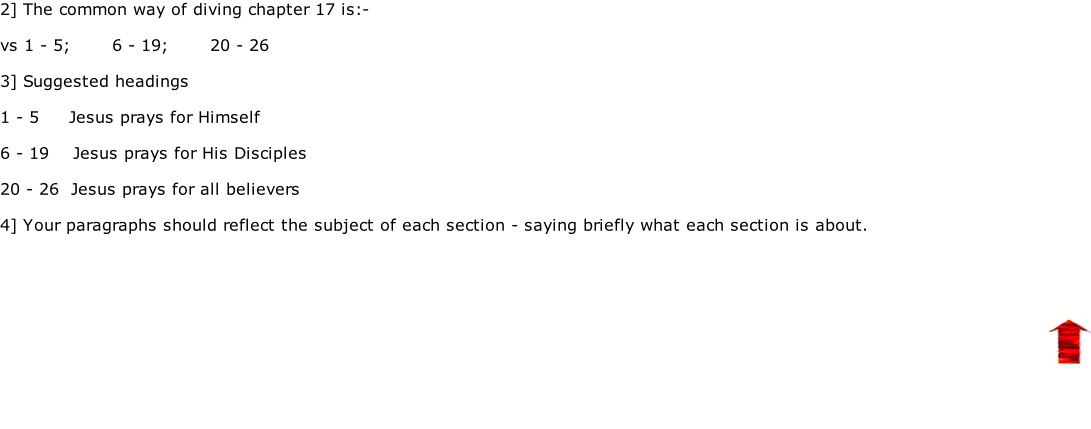 2] The common way of diving chapter 17 is:-
vs 1 - 5; 6 - 19; 20 - 26
3] Suggested headings
1 - 5 Jesus prays for Himself
6 - 19 Jesus prays for His Disciples
20 - 26 Jesus prays for all believers
4] Your paragraphs should reflect the subject of each section - saying briefly what each section is about.